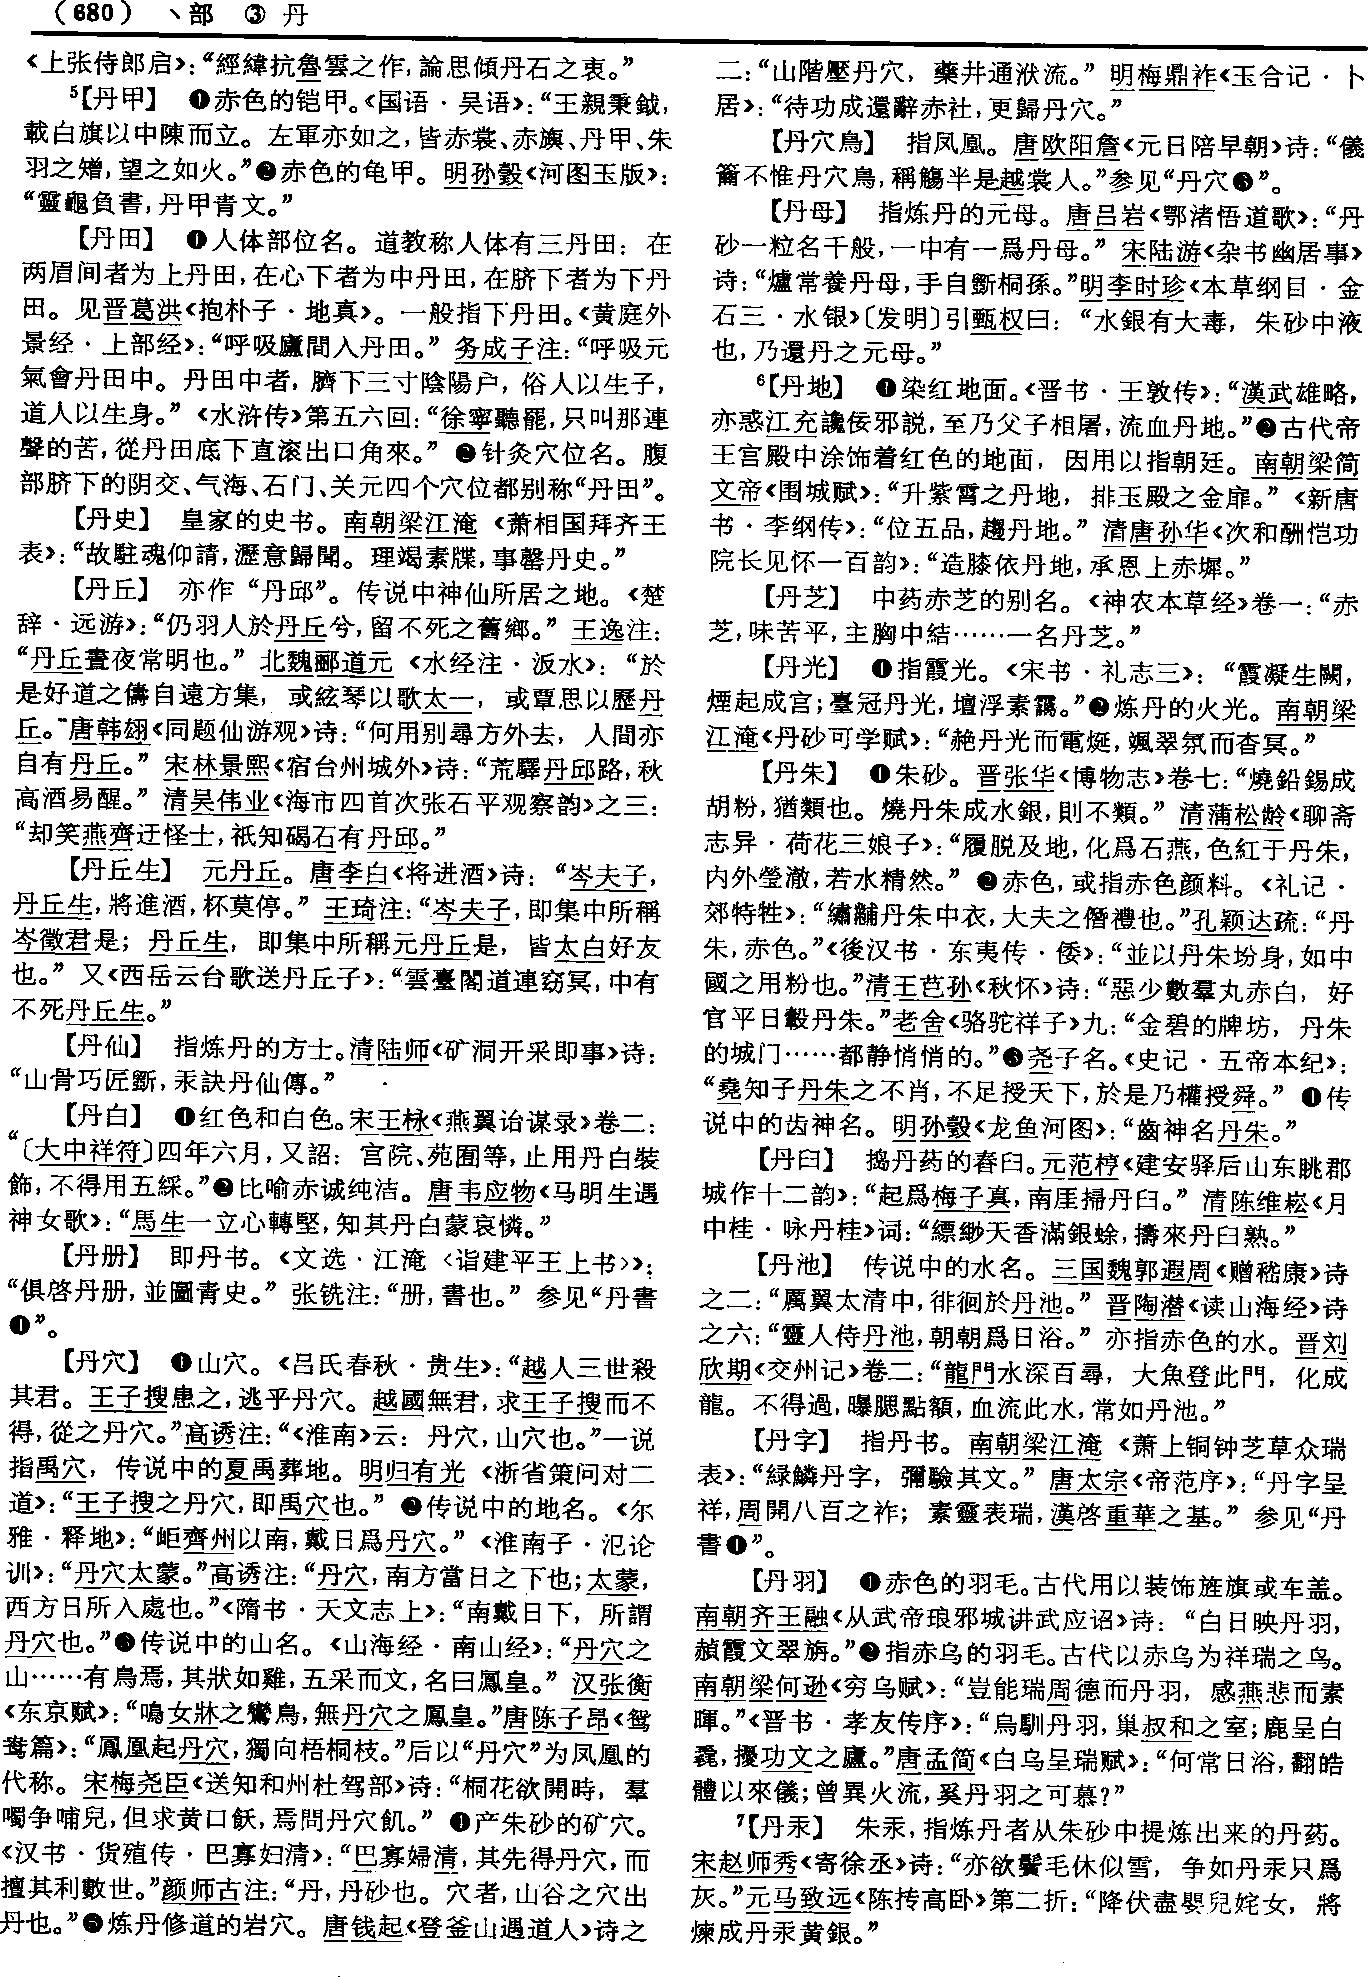 （680） 丶部 ③ 丹
《上张侍郎启》：“經緯抗魯雲之作，論思傾丹石之衷。”
⁵【丹甲】 ❶赤色的铠甲。《国语·吴语》：“王親秉鉞，
載白旗以中陳而立。左軍亦如之，皆赤裳、赤旟、丹甲、朱
羽之矰，望之如火。”❷赤色的龟甲。明孙瑴《河图玉版》：
“靈龜負書，丹甲青文。”
【丹田】 ❶人体部位名。道教称人体有三丹田：在
两眉间者为上丹田，在心下者为中丹田，在脐下者为下丹
田。见晋葛洪《抱朴子·地真》。一般指下丹田。《黄庭外
景经·上部经》：“呼吸廬間入丹田。”务成子注：“呼吸元
氣會丹田中。丹田中者，臍下三寸陰陽户，俗人以生子，
道人以生身。”《水浒传》第五六回：“徐寧聽罷，只叫那連
聲的苦，從丹田底下直滚出口角來。”❷针灸穴位名。腹
部脐下的阴交、气海、石门、关元四个穴位都别称“丹田”。
【丹史】 皇家的史书。南朝梁江淹《萧相国拜齐王
表》：“故駐魂仰請，瀝意歸聞。理竭素牒，事罄丹史。”
【丹丘】 亦作“丹邱”。传说中神仙所居之地。《楚
辞·远游》：“仍羽人於丹丘兮，留不死之舊鄉。”王逸注：
“丹丘晝夜常明也。”北魏郦道元《水经注·汳水》：“於
是好道之儔自遠方集，或絃琴以歌太一，或覃思以歷丹
丘。”唐韩翃《同题仙游观》诗：“何用别尋方外去，人間亦
自有丹丘。”宋林景熙《宿台州城外》诗：“荒驛丹邱路，秋
高酒易醒。”清吴伟业《海市四首次张石平观察韵》之三：
“却笑燕齊迂怪士，祇知碣石有丹邱。”
【丹丘生】 元丹丘。唐李白《将进酒》诗：“岑夫子，
丹丘生，將進酒，杯莫停。”王琦注：“岑夫子，即集中所稱
岑徵君是；丹丘生，即集中所稱元丹丘是，皆太白好友
也。”又《西岳云台歌送丹丘子》：“雲臺閣道連窈冥，中有
不死丹丘生。”
【丹仙】 指炼丹的方士。清陆师《矿洞开采即事》诗：
“山骨巧匠斲，汞訣丹仙傳。”
【丹白】 ❶红色和白色。宋王栐《燕翼诒谋录》卷二：
“〔大中祥符〕四年六月，又詔：宫院、苑囿等，止用丹白裝
飾，不得用五綵。”❷比喻赤诚纯洁。唐韦应物《马明生遇
神女歌》：“馬生一立心轉堅，知其丹白蒙哀憐。”
【丹册】 即丹书。《文选·江淹〈诣建平王上书〉》：
“俱啓丹册，並圖青史。”张铣注：“册，書也。”参见“丹書
❶”。
【丹穴】 ❶山穴。《吕氏春秋·贵生》：“越人三世殺
其君。王子搜患之，逃乎丹穴。越國無君，求王子搜而不
得，從之丹穴。”高诱注：“《淮南》云：丹穴，山穴也。”一说
指禹穴，传说中的夏禹葬地。明归有光《浙省策问对二
道》：“王子搜之丹穴，即禹穴也。”❷传说中的地名。《尔
雅·释地》：“岠齊州以南，戴日爲丹穴。”《淮南子·氾论
训》：“丹穴太蒙。”高诱注：“丹穴，南方當日之下也；太蒙，
西方日所入處也。”《隋书·天文志上》：“南戴日下，所謂
丹穴也。”❸传说中的山名。《山海经·南山经》：“丹穴之
山……有鳥焉，其狀如雞，五采而文，名曰鳳皇。”汉张衡
《东京赋》：“鳴女牀之鸞鳥，無丹穴之鳳皇。”唐陈子昂《鸳
鸯篇》：“鳳凰起丹穴，獨向梧桐枝。”后以“丹穴”为凤凰的
代称。宋梅尧臣《送知和州杜驾部》诗：“桐花欲開時，羣
噣争哺兒，但求黄口飫，焉問丹穴飢。”❹产朱砂的矿穴。
《汉书·货殖传·巴寡妇清》：“巴寡婦清，其先得丹穴，而
擅其利數世。”颜师古注：“丹，丹砂也。穴者，山谷之穴出
丹也。”❺炼丹修道的岩穴。唐钱起《登釜山遇道人》诗之
二：“山階壓丹穴，藥井通洑流。”明梅鼎祚《玉合记·卜
居》：“待功成還辭赤社，更歸丹穴。”
【丹穴鳥】 指凤凰。唐欧阳詹《元日陪早朝》诗：“儀
籥不惟丹穴鳥，稱觴半是越裳人。”参见“丹穴❸”。
【丹母】 指炼丹的元母。唐吕岩《鄂渚悟道歌》：“丹
砂一粒名千般，一中有一爲丹母。”宋陆游《杂书幽居事》
诗：“爐常養丹母，手自斵桐孫。”明李时珍《本草纲目·金
石三·水银》〔发明〕引甄权曰：“水銀有大毒，朱砂中液
也，乃還丹之元母。”
⁶【丹地】 ❶染红地面。《晋书·王敦传》：“漢武雄略，
亦惑江充讒佞邪説，至乃父子相屠，流血丹地。”❷古代帝
王宫殿中涂饰着红色的地面，因用以指朝廷。南朝梁简
文帝《围城赋》：“升紫霄之丹地，排玉殿之金扉。”《新唐
书·李纲传》：“位五品，趨丹地。”清唐孙华《次和酬恺功
院长见怀一百韵》：“造膝依丹地，承恩上赤墀。”
【丹芝】 中药赤芝的别名。《神农本草经》卷一：“赤
芝，味苦平，主胸中結……一名丹芝。”
【丹光】 ❶指霞光。《宋书·礼志三》：“霞凝生闕，
煙起成宫；臺冠丹光，壇浮素靄。”❷炼丹的火光。南朝梁
江淹《丹砂可学赋》：“赩丹光而電烻，颯翠氛而杳冥。”
【丹朱】 ❶朱砂。晋张华《博物志》卷七：“燒鉛錫成
胡粉，猶類也。燒丹朱成水銀，則不類。”清蒲松龄《聊斋
志异·荷花三娘子》：“履脱及地，化爲石燕，色紅于丹朱，
内外瑩澈，若水精然。”❷赤色，或指赤色颜料。《礼记·
郊特牲》：“繡黼丹朱中衣，大夫之僭禮也。”孔颖达疏：“丹
朱，赤色。”《後汉书·东夷传·倭》：“並以丹朱坋身，如中
國之用粉也。”清王芑孙《秋怀》诗：“惡少數羣丸赤白，好
官平日轂丹朱。”老舍《骆驼祥子》九：“金碧的牌坊，丹朱
的城门……都静悄悄的。”❸尧子名。《史记·五帝本纪》：
“堯知子丹朱之不肖，不足授天下，於是乃權授舜。”❹传
说中的齿神名。明孙瑴《龙鱼河图》：“齒神名丹朱。”
【丹臼】 捣丹药的舂臼。元范梈《建安驿后山东眺郡
城作十二韵》：“起爲梅子真，南厓掃丹臼。”清陈维崧《月
中桂·咏丹桂》词：“縹緲天香滿銀蜍，擣來丹臼熟。”
【丹池】 传说中的水名。三国魏郭遐周《赠嵇康》诗
之二：“厲翼太清中，徘徊於丹池。”晋陶潜《读山海经》诗
之六：“靈人侍丹池，朝朝爲日浴。”亦指赤色的水。晋刘
欣期《交州记》卷二：“龍門水深百尋，大魚登此門，化成
龍。不得過，曝腮點額，血流此水，常如丹池。”
【丹字】 指丹书。南朝梁江淹《萧上铜钟芝草众瑞
表》：“緑鱗丹字，彌驗其文。”唐太宗《帝范序》：“丹字呈
祥，周開八百之祚；素靈表瑞，漢啓重華之基。”参见“丹
書❶”。
【丹羽】 ❶赤色的羽毛。古代用以装饰旌旗或车盖。
南朝齐王融《从武帝琅邪城讲武应诏》诗：“白日映丹羽，
赪霞文翠旃。”❷指赤乌的羽毛。古代以赤乌为祥瑞之鸟。
南朝梁何逊《穷乌赋》：“豈能瑞周德而丹羽，感燕悲而素
暉。”《晋书·孝友传序》：“烏馴丹羽，巢叔和之室；鹿呈白
毳，擾功文之廬。”唐孟简《白乌呈瑞赋》：“何常日浴，翻皓
體以來儀；曾異火流，奚丹羽之可慕？”
⁷【丹汞】 朱汞，指炼丹者从朱砂中提炼出来的丹药。
宋赵师秀《寄徐丞》诗：“亦欲鬢毛休似雪，争如丹汞只爲
灰。”元马致远《陈抟高卧》第二折：“降伏盡嬰兒姹女，將
煉成丹汞黄銀。”